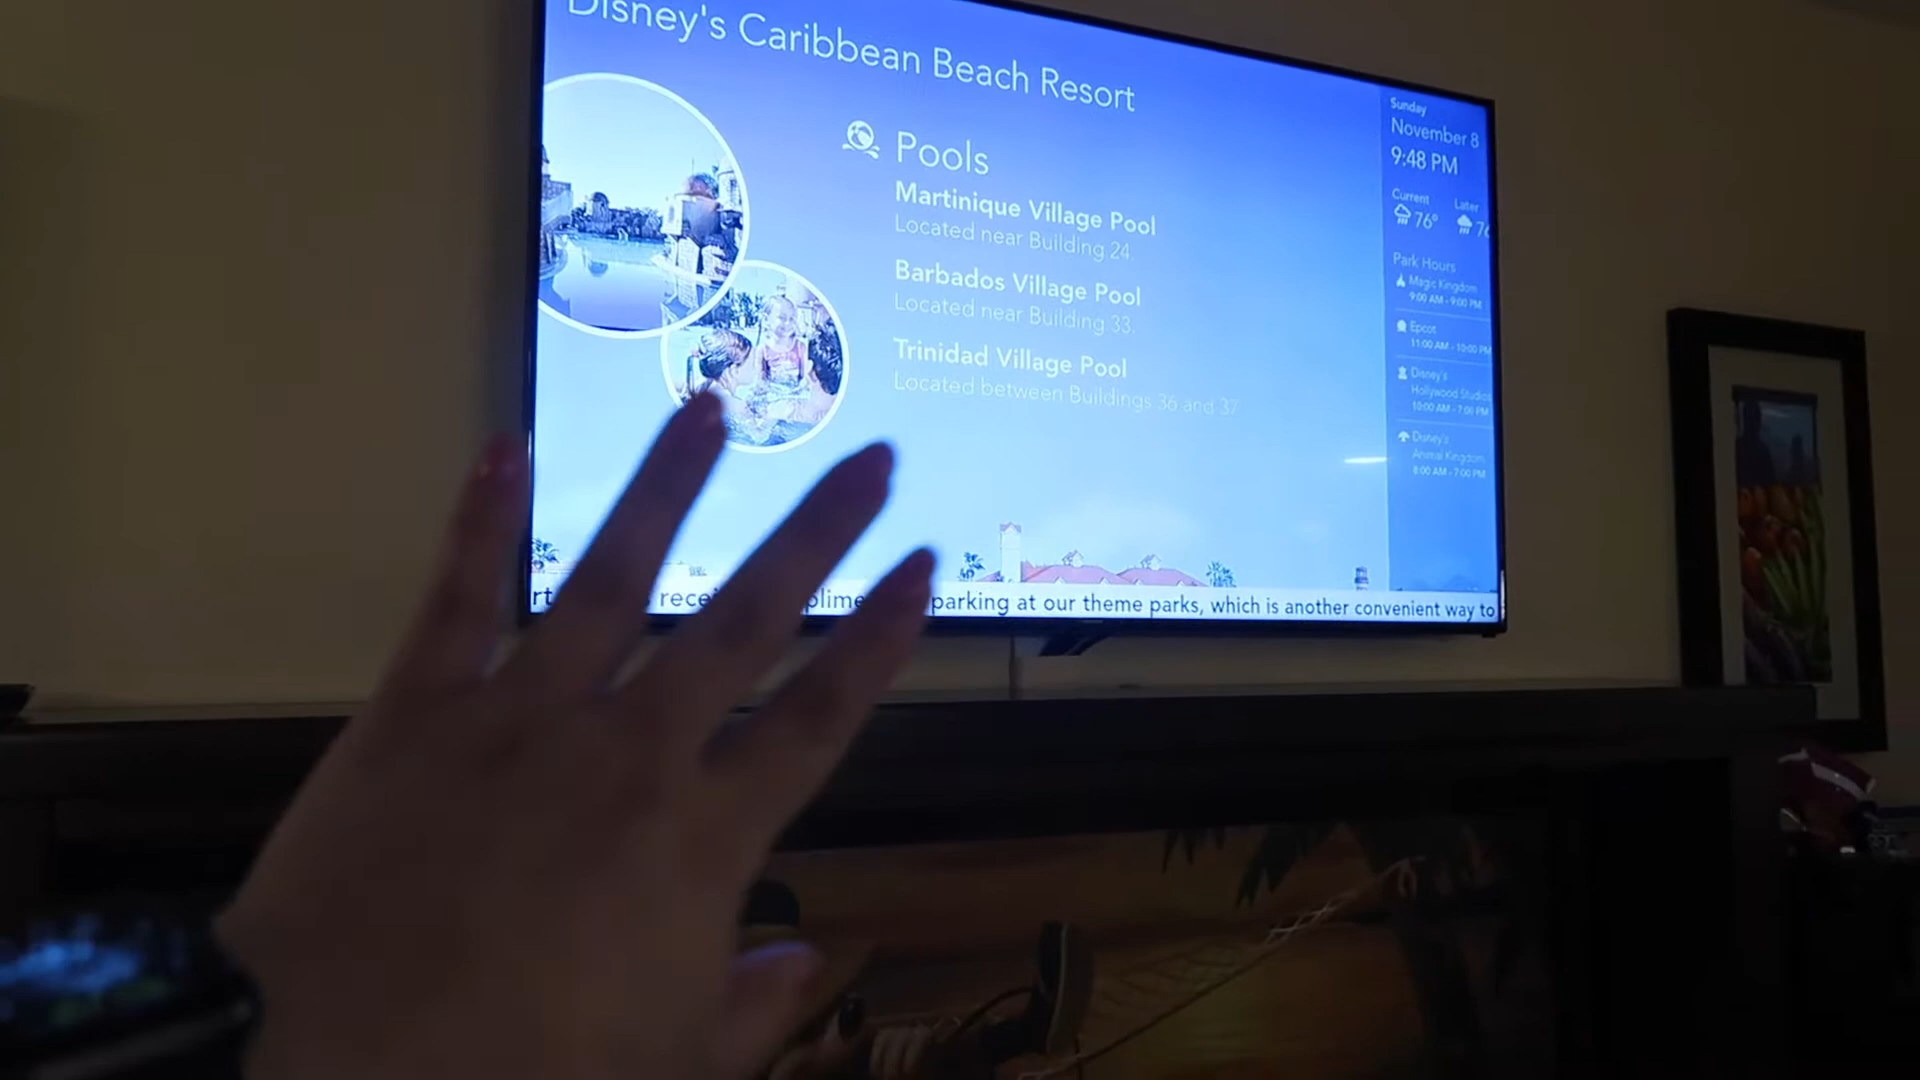 Disney's Caribbean Beach Resort
Pools
Martinique Village Pool
Located near Building 24.
Barbados Village Pool
Located near Building 33.
Trinidad Village Pool
Located between Buildings 36 and 37
Sunday
November 8
9:48 PM
Current
Later
76°
76
Park Hours
Magic Kingdom
9:00 AM - 9:00 PM
Epcot
11:00 AM - 10:00 PM
Disney's
Hollywood Studios
10:00 AM - 7:00 PM
Disney's
Animal Kingdom
8:00 AM - 7:00 PM
parking at our theme parks, which is another convenient way to